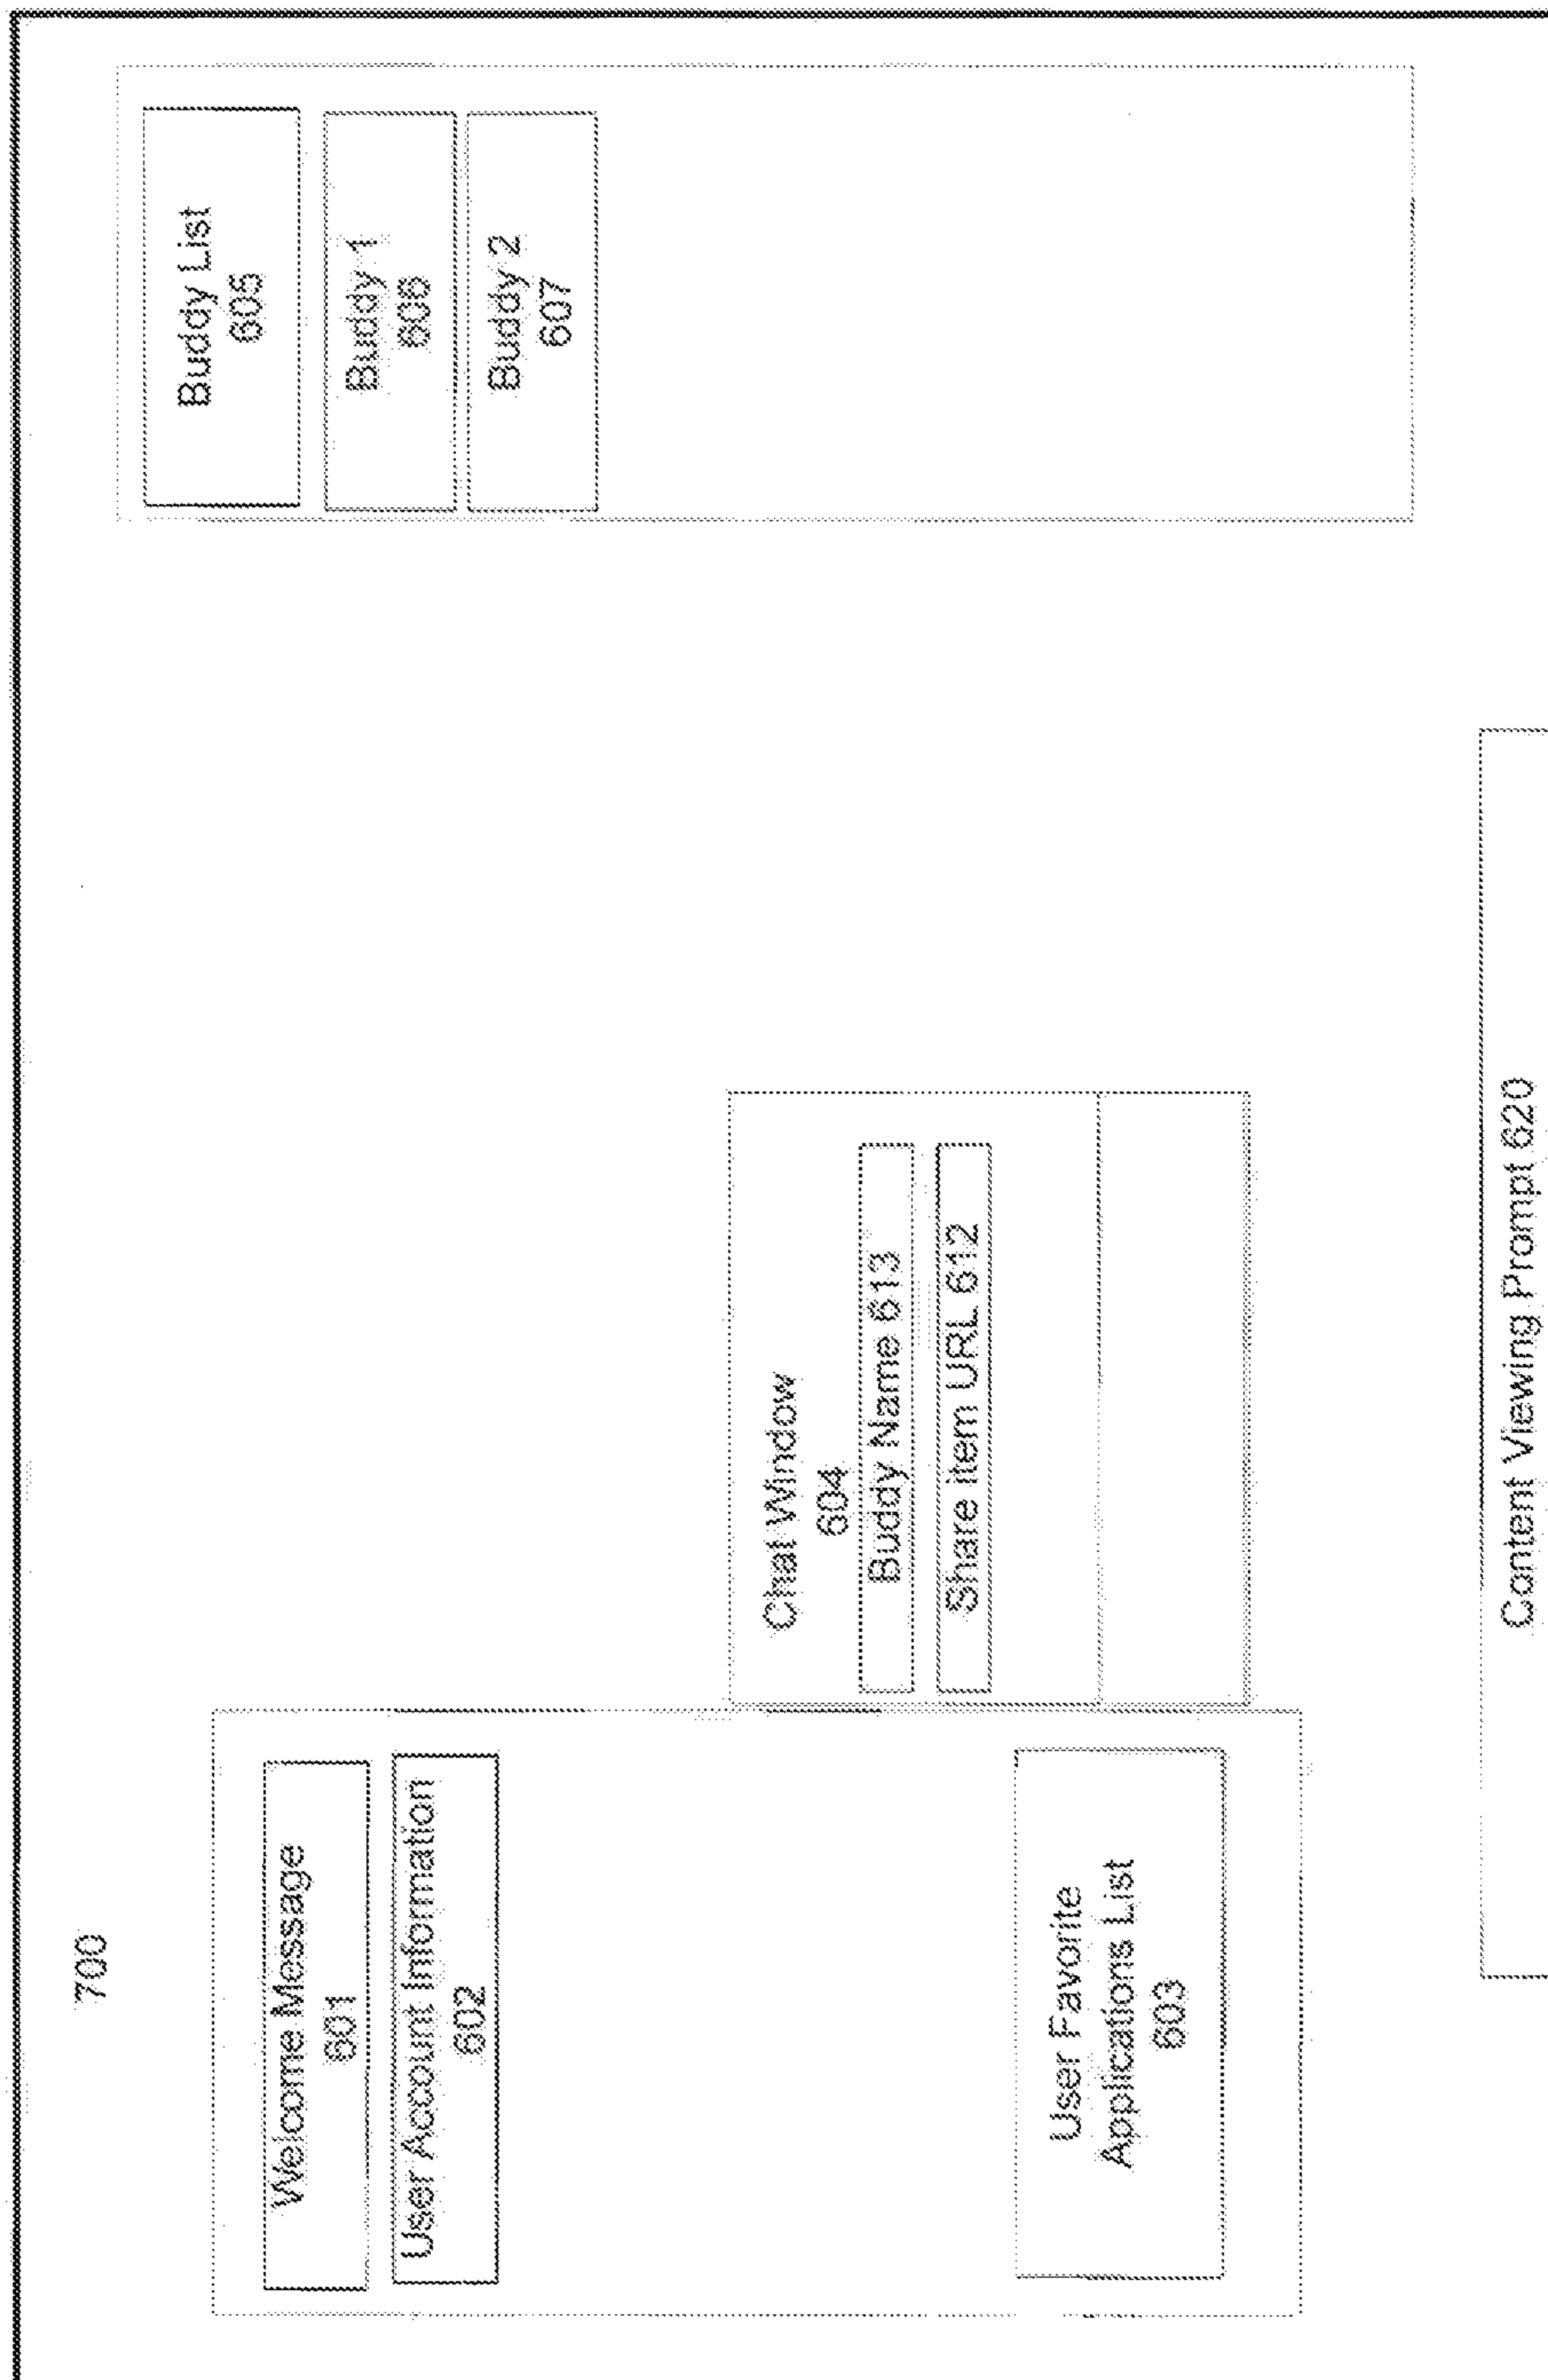 700
Welcome Message
601
User Account Information
602
User Favorite
Applications List
603
Chat Window
604
Buddy Name 613
Share item URL 612
Buddy List
605
Buddy 1
606
Buddy 2
607
Content Viewing Prompt 620